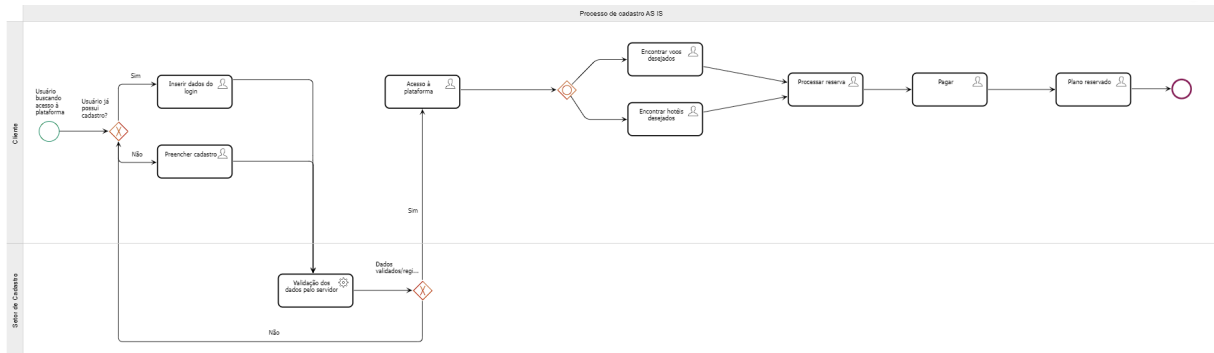 Processo de cadastro AS IS
Cliente
Usuário
buscando
acesso à
plataforma
Usuário já
possui
cadastro?
Sim
Inserir dados do
login
Não
Preencher cadastro
Acesso à
plataforma
Encontrar voos
desejados
Encontrar hotéis
desejados
Processar reserva
Pagar
Plano reservado
Sim
Setor de Cadastro
Validação dos
dados pelo servidor
Dados
validados/regi...
Não